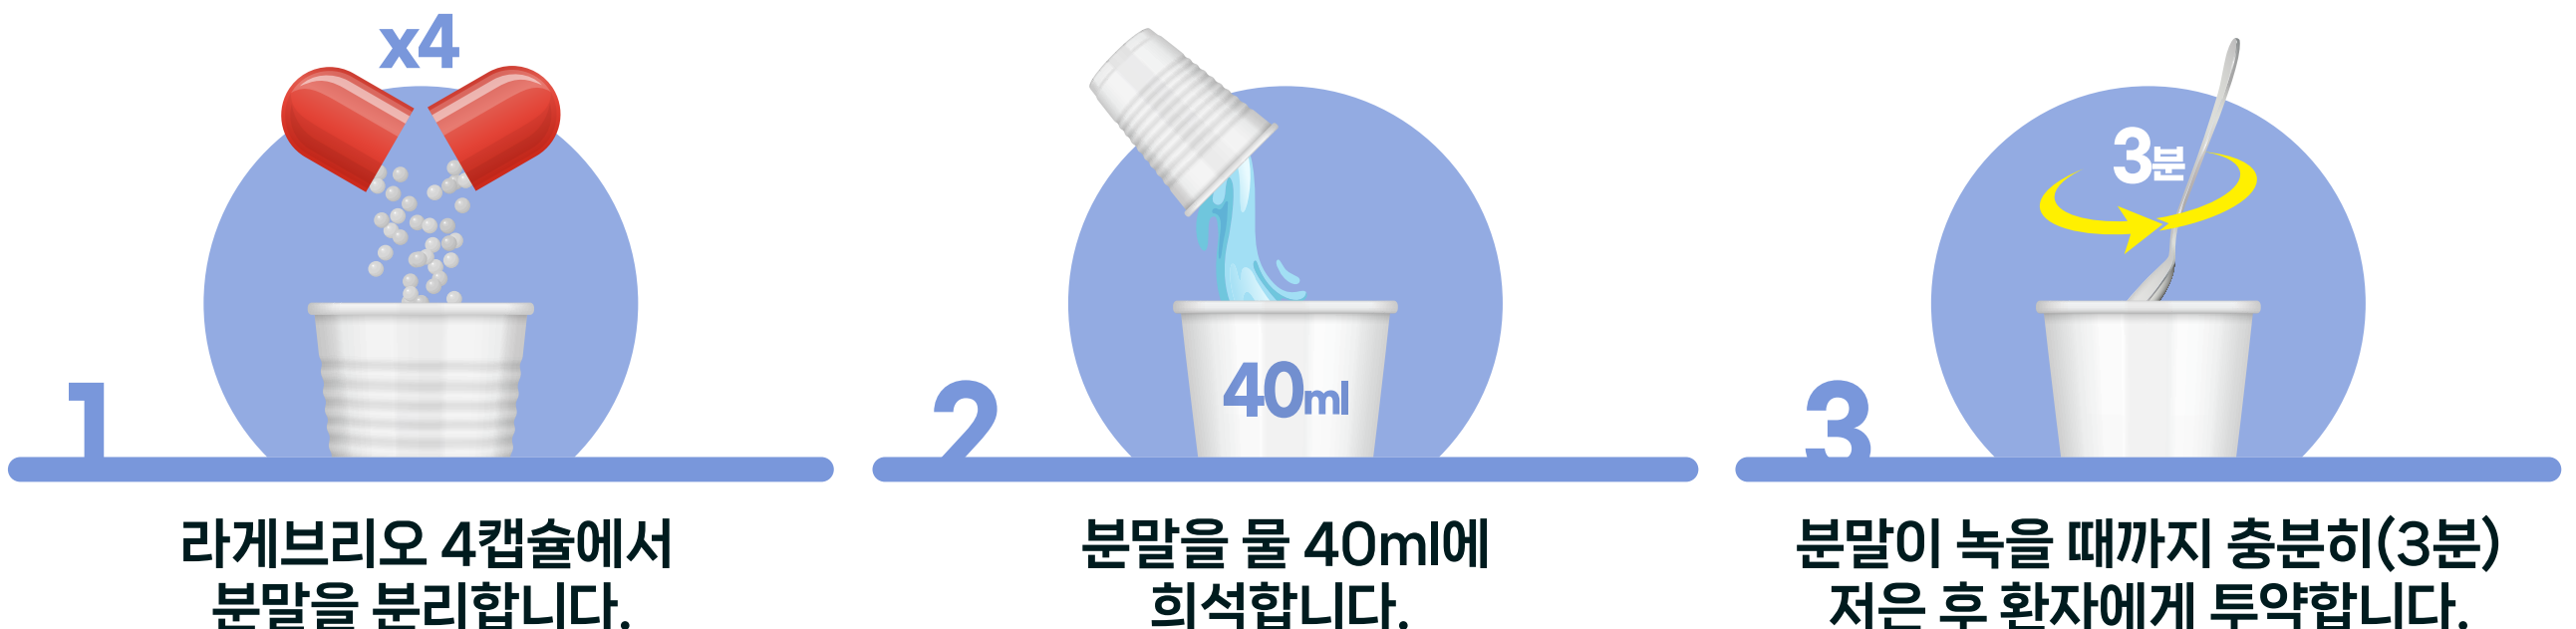 x4
1
라게브리오 4캡슐에서
분말을 분리합니다.
40ml
2
분말을 물 40ml에
희석합니다.
3분
3
분말이 녹을 때까지 충분히(3분)
저은 후 환자에게 투약합니다.